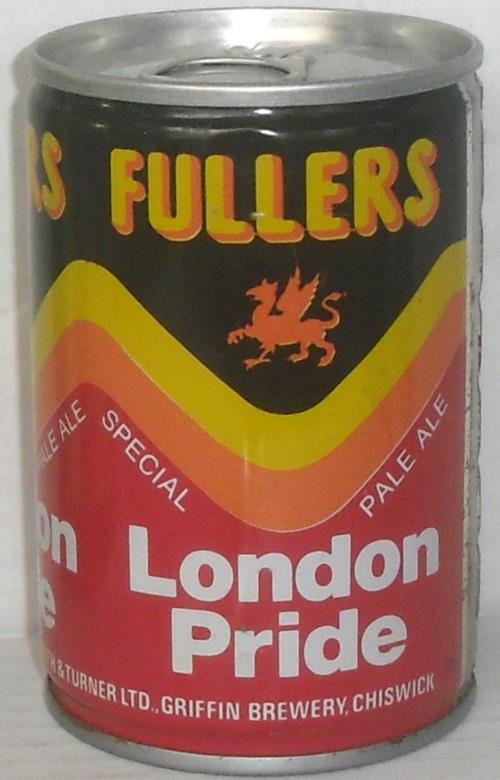 RS FULLERS
ALE ALE SPECIAL PALE ALE
on London
e Pride
H & TURNER LTD., GRIFFIN BREWERY, CHISWICK